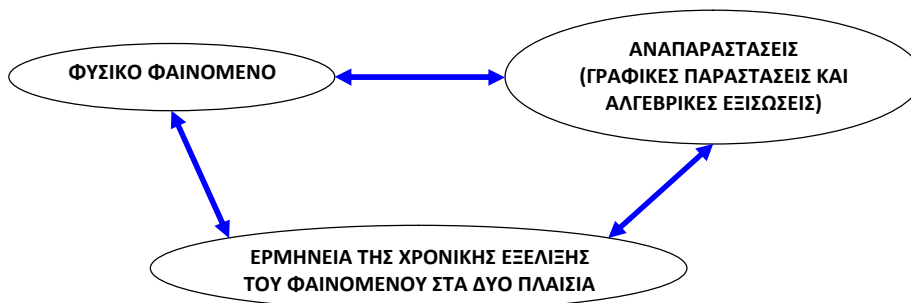 ΦΥΣΙΚΟ ΦΑΙΝΟΜΕΝΟ
ΑΝΑΠΑΡΑΣΤΑΣΕΙΣ
(ΓΡΑΦΙΚΕΣ ΠΑΡΑΣΤΑΣΕΙΣ ΚΑΙ
ΑΛΓΕΒΡΙΚΕΣ ΕΞΙΣΩΣΕΙΣ)
ΕΡΜΗΝΕΙΑ ΤΗΣ ΧΡΟΝΙΚΗΣ ΕΞΕΛΙΞΗΣ
ΤΟΥ ΦΑΙΝΟΜΕΝΟΥ ΣΤΑ ΔΥΟ ΠΛΑΙΣΙΑ